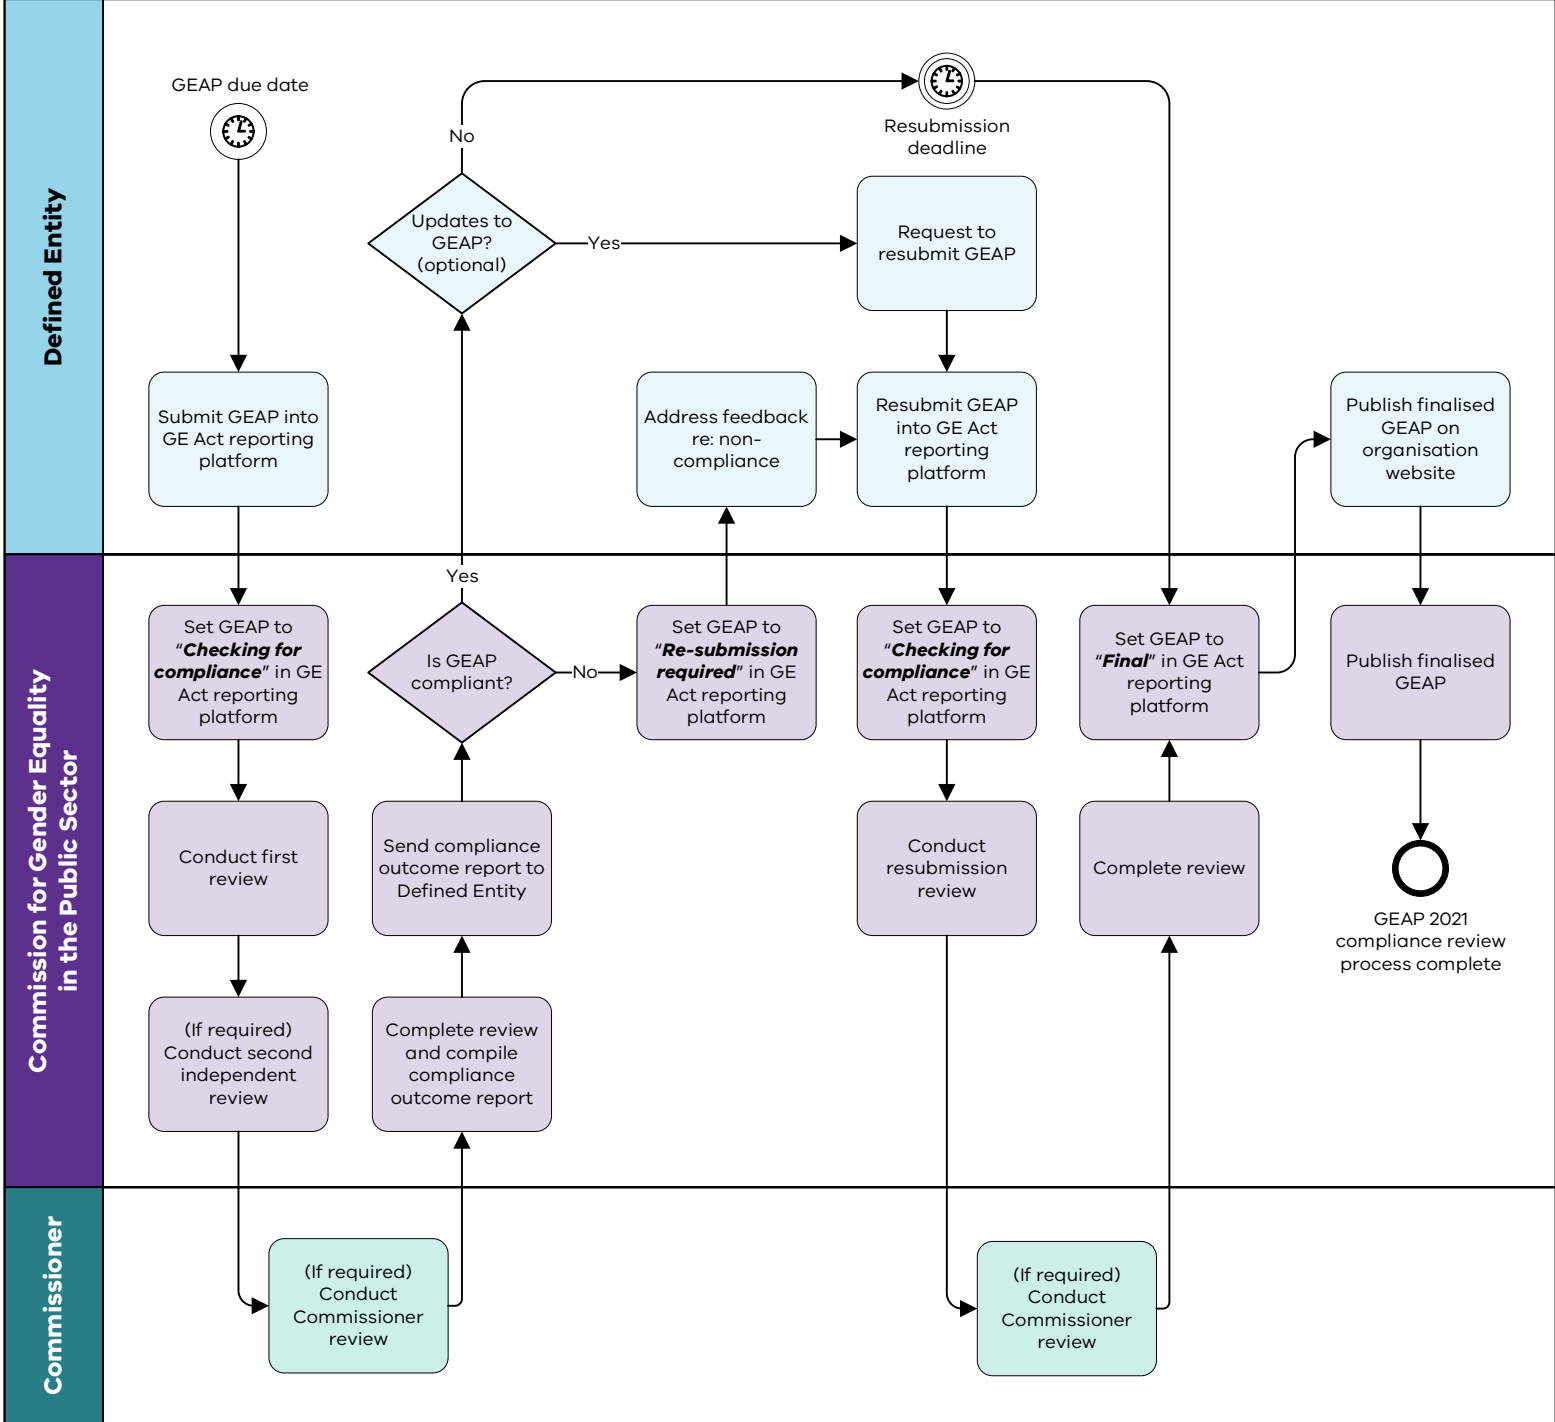 Defined Entity
GEAP due date
Submit GEAP into
GE Act reporting
platform
No
Updates to
GEAP?
(optional)
Yes
Resubmission
deadline
Request to
resubmit GEAP
Address feedback
re: non-
compliance
Resubmit GEAP
into GE Act
reporting
platform
Publish finalised
GEAP on
organisation
website
Commission for Gender Equality
in the Public Sector
Set GEAP to
“Checking for
compliance” in GE
Act reporting
platform
Conduct first
review
(If required)
Conduct second
independent
review
Yes
Is GEAP
compliant?
No
Send compliance
outcome report to
Defined Entity
Complete review
and compile
compliance
outcome report
Set GEAP to
“Re-submission
required” in GE
Act reporting
platform
Set GEAP to
“Checking for
compliance” in GE
Act reporting
platform
Conduct
resubmission
review
Set GEAP to
“Final” in GE Act
reporting
platform
Complete review
Publish finalised
GEAP
GEAP 2021
compliance review
process complete
Commissioner
(If required)
Conduct
Commissioner
review
(If required)
Conduct
Commissioner
review